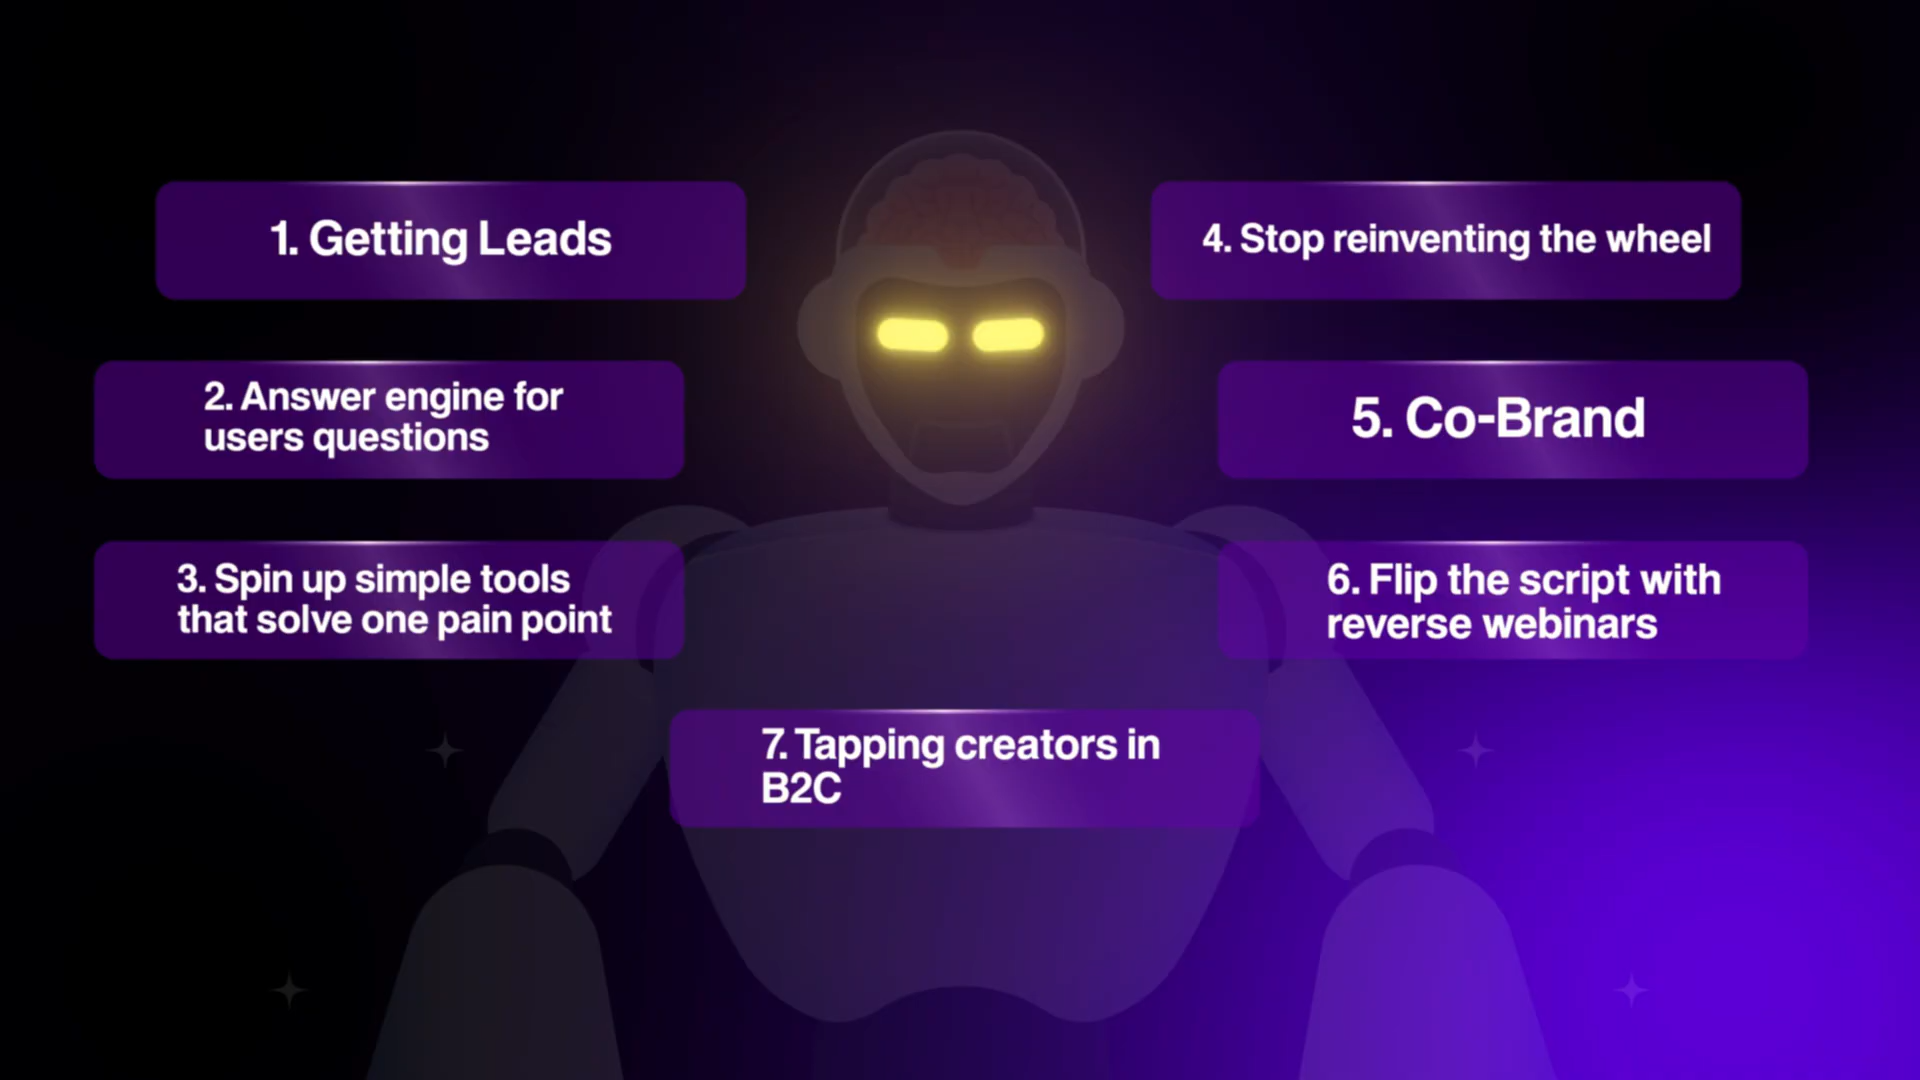 1. Getting Leads
2. Answer engine for
users questions
3. Spin up simple tools
that solve one pain point
4. Stop reinventing the wheel
5. Co-Brand
6. Flip the script with
reverse webinars
7. Tapping creators in
B2C